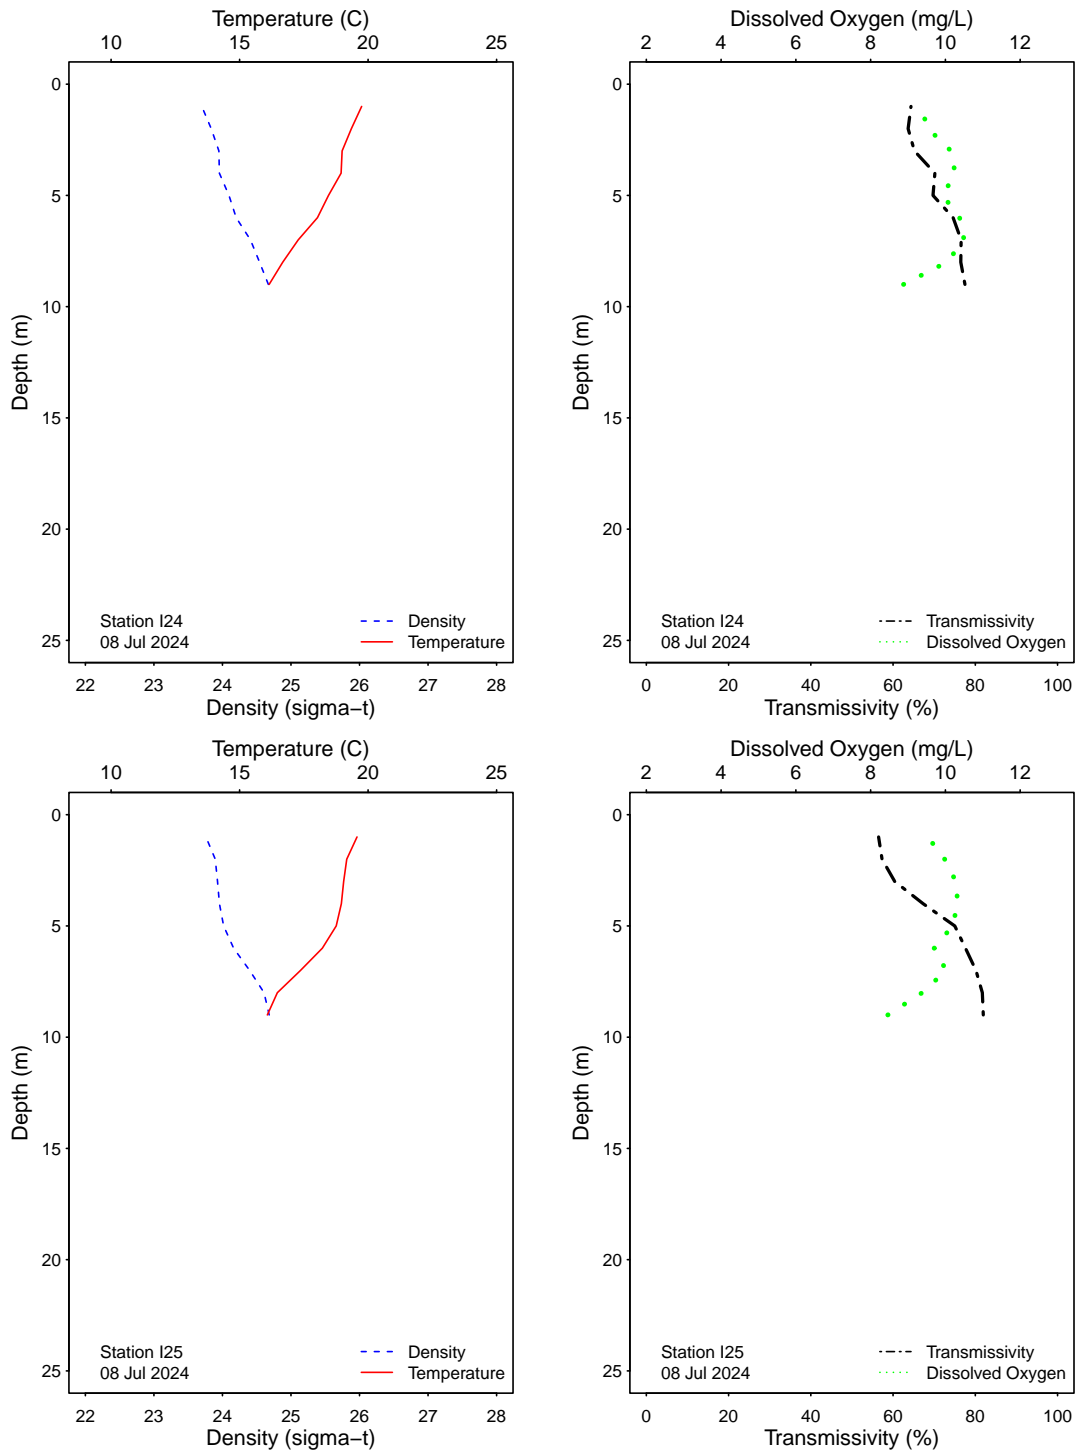 Temperature (C)
10 15 20 25
0
5
10
15
20
25
Depth (m)
Station I24
08 Jul 2024
Density
Temperature
22 23 24 25 26 27 28
Density (sigma−t)
Dissolved Oxygen (mg/L)
2 4 6 8 10 12
0
5
10
15
20
25
Depth (m)
Station I24
08 Jul 2024
Transmissivity
Dissolved Oxygen
0 20 40 60 80 100
Transmissivity (%)
Temperature (C)
10 15 20 25
0
5
10
15
20
25
Depth (m)
Station I25
08 Jul 2024
Density
Temperature
22 23 24 25 26 27 28
Density (sigma−t)
Dissolved Oxygen (mg/L)
2 4 6 8 10 12
0
5
10
15
20
25
Depth (m)
Station I25
08 Jul 2024
Transmissivity
Dissolved Oxygen
0 20 40 60 80 100
Transmissivity (%)